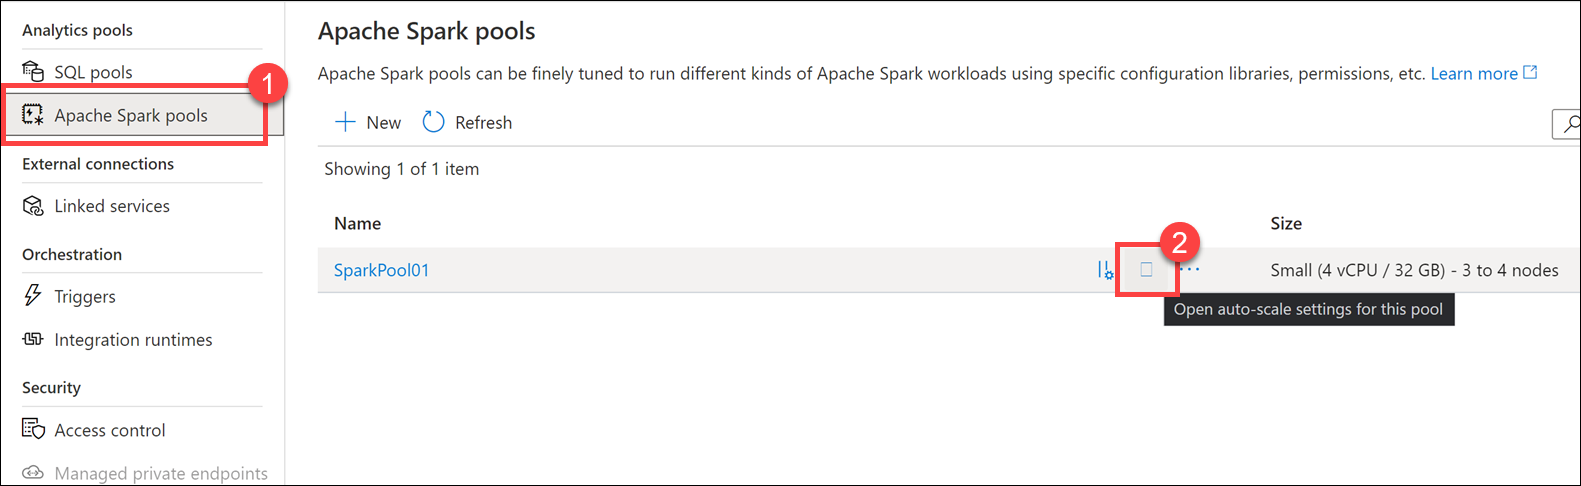 Analytics pools
SQL pools
1
Apache Spark pools
External connections
Linked services
Orchestration
Triggers
Integration runtimes
Security
Access control
Managed private endpoints
Apache Spark pools
Apache Spark pools can be finely tuned to run different kinds of Apache Spark workloads using specific configuration libraries, permissions, etc. Learn more
New Refresh
Showing 1 of 1 item
Name Size
2
SparkPool01 ... Small (4 vCPU / 32 GB) - 3 to 4 nodes
Open auto-scale settings for this pool